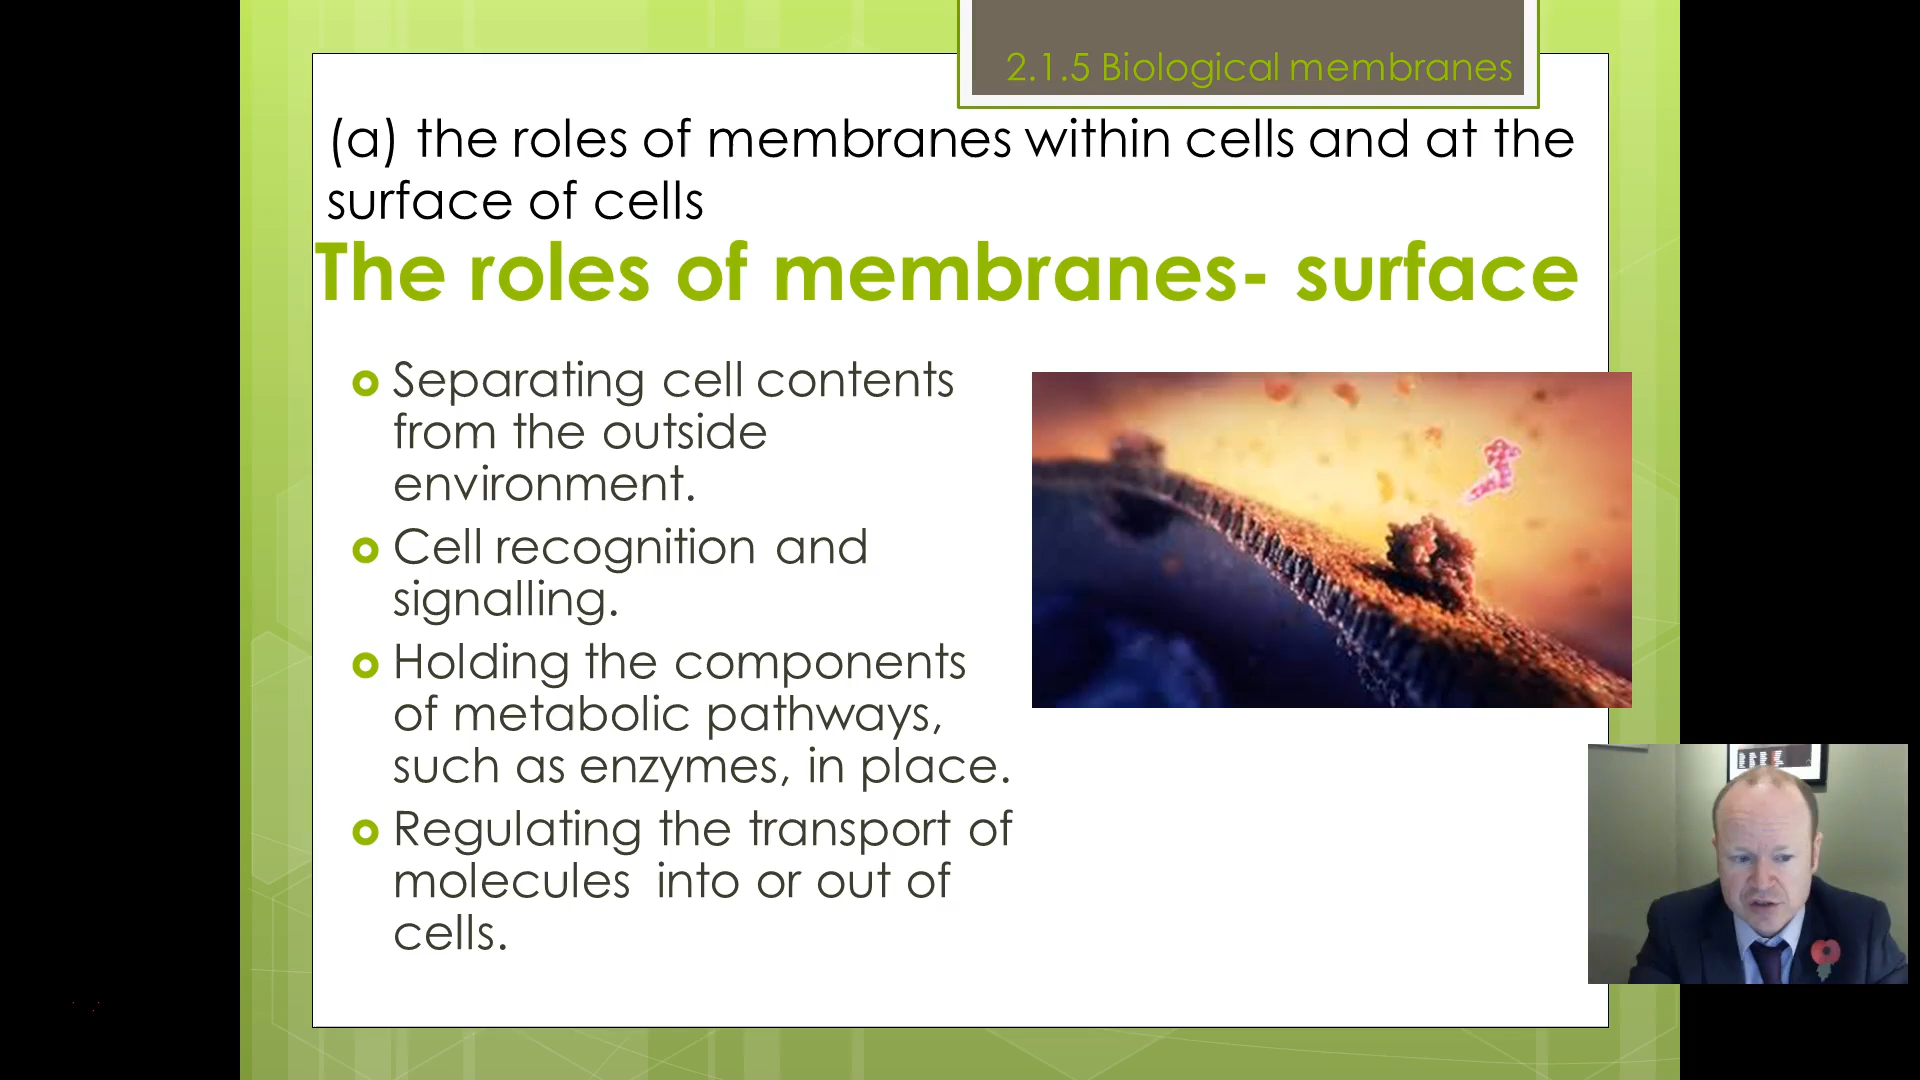 2.1.5 Biological membranes
(a) the roles of membranes within cells and at the
surface of cells
The roles of membranes- surface
Separating cell contents
from the outside
environment.
Cell recognition and
signalling.
Holding the components
of metabolic pathways,
such as enzymes, in place.
Regulating the transport of
molecules into or out of
cells.